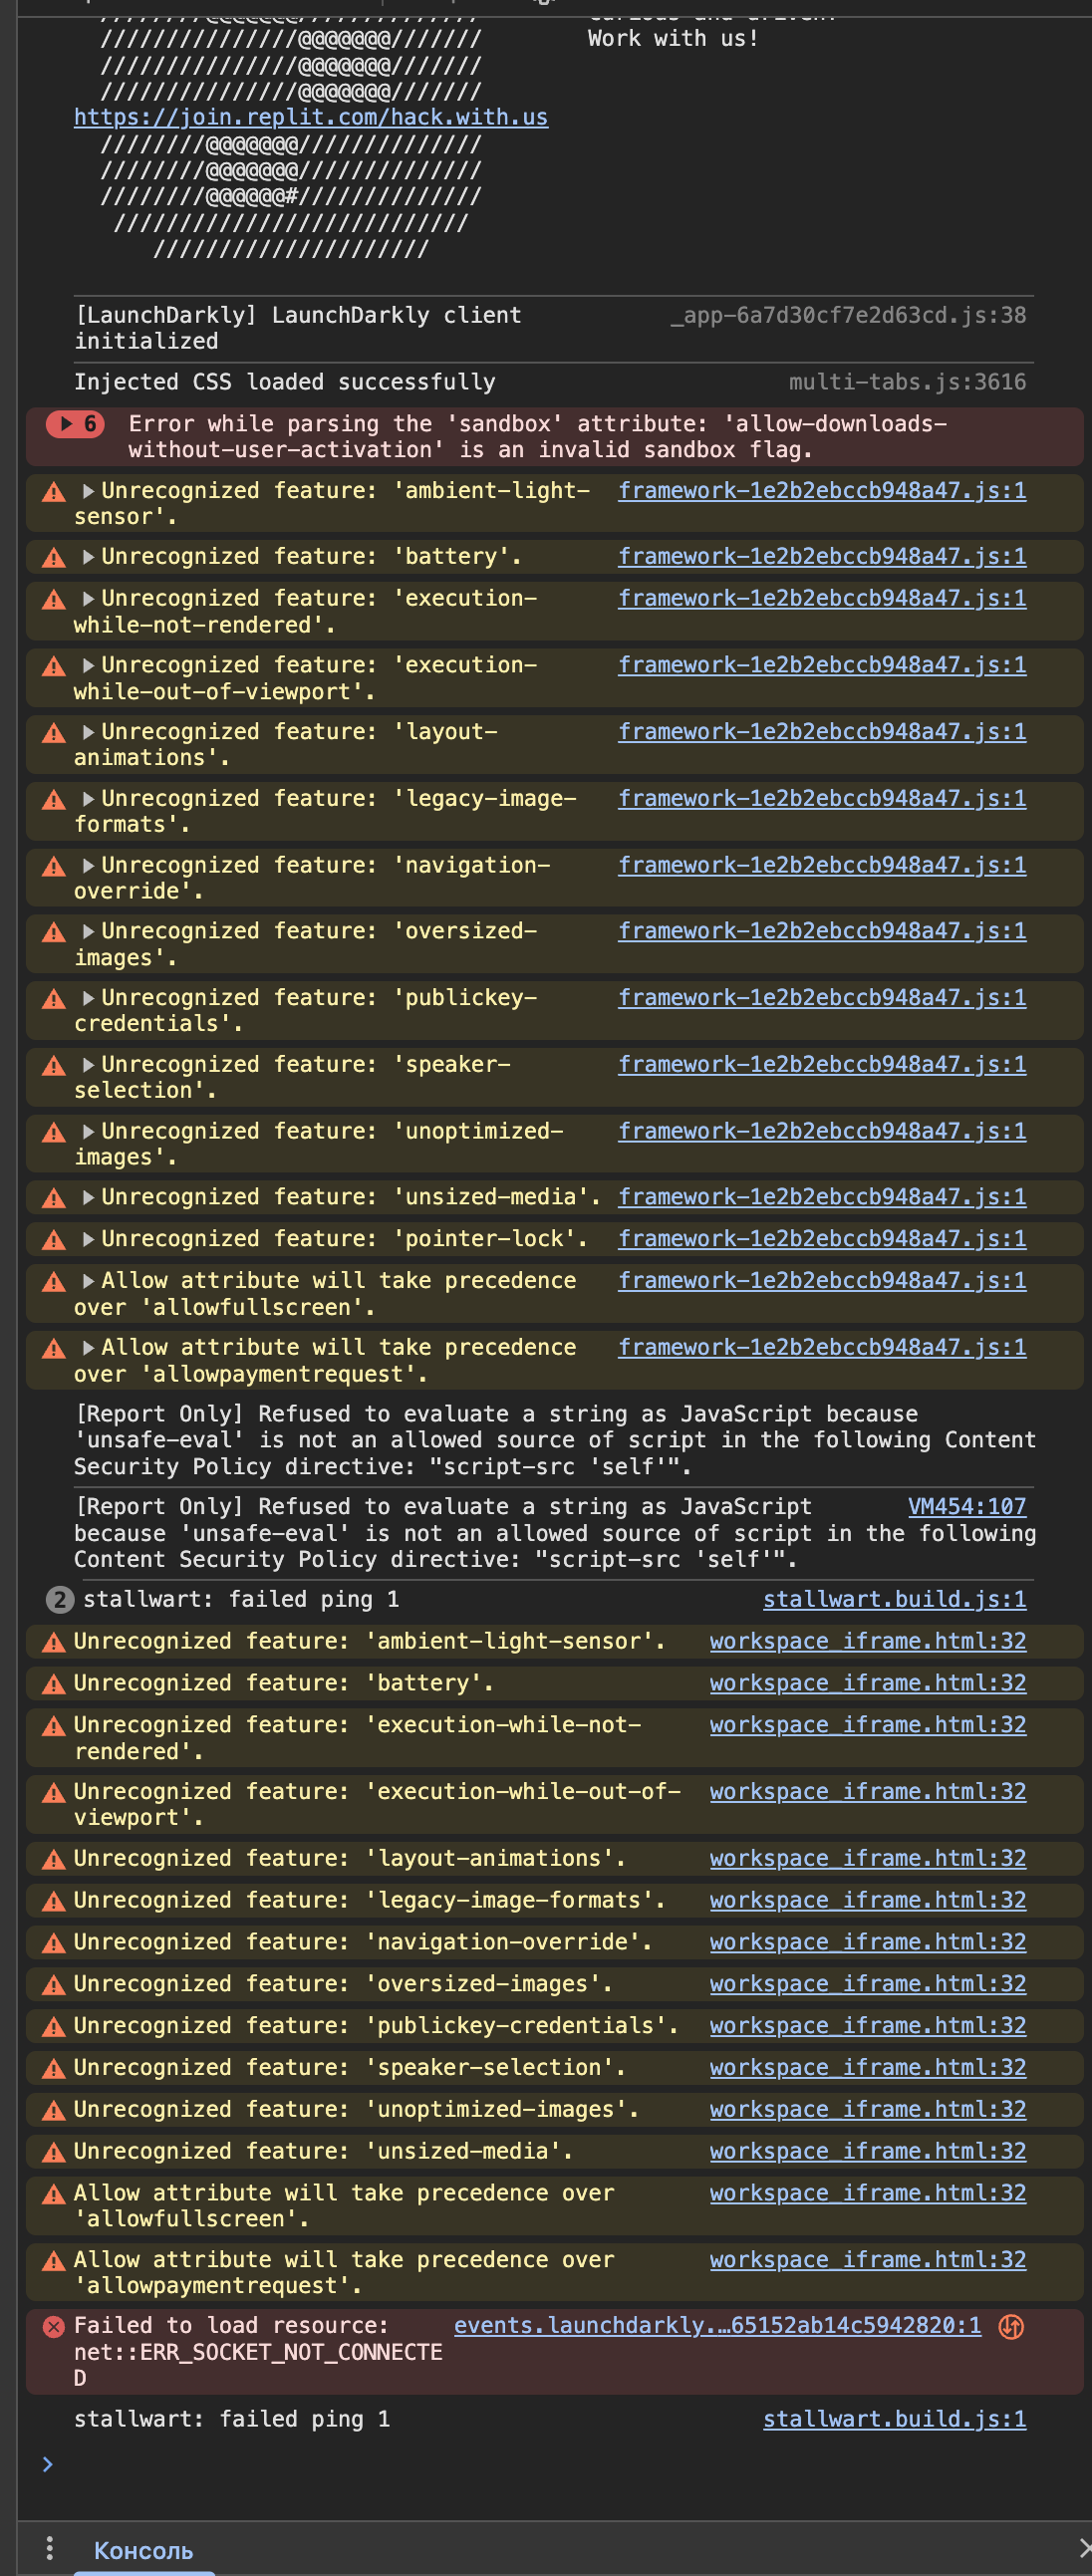 Work with us!
///////////////@@@@@@@///////
///////////////@@@@@@@///////
///////////////@@@@@@@///////
https://join.replit.com/hack.with.us
////////@@@@@@@//////////////
////////@@@@@@@//////////////
////////@@@@@@#//////////////
///////////////////////////
/////////////////////
[LaunchDarkly] LaunchDarkly client _app-6a7d30cf7e2d63cd.js:38
initialized
Injected CSS loaded successfully multi-tabs.js:3616
6 Error while parsing the 'sandbox' attribute: 'allow-downloads-
without-user-activation' is an invalid sandbox flag.
Unrecognized feature: 'ambient-light- framework-1e2b2ebccb948a47.js:1
sensor'.
Unrecognized feature: 'battery'. framework-1e2b2ebccb948a47.js:1
Unrecognized feature: 'execution- framework-1e2b2ebccb948a47.js:1
while-not-rendered'.
Unrecognized feature: 'execution- framework-1e2b2ebccb948a47.js:1
while-out-of-viewport'.
Unrecognized feature: 'layout- framework-1e2b2ebccb948a47.js:1
animations'.
Unrecognized feature: 'legacy-image- framework-1e2b2ebccb948a47.js:1
formats'.
Unrecognized feature: 'navigation- framework-1e2b2ebccb948a47.js:1
override'.
Unrecognized feature: 'oversized- framework-1e2b2ebccb948a47.js:1
images'.
Unrecognized feature: 'publickey- framework-1e2b2ebccb948a47.js:1
credentials'.
Unrecognized feature: 'speaker- framework-1e2b2ebccb948a47.js:1
selection'.
Unrecognized feature: 'unoptimized- framework-1e2b2ebccb948a47.js:1
images'.
Unrecognized feature: 'unsized-media'. framework-1e2b2ebccb948a47.js:1
Unrecognized feature: 'pointer-lock'. framework-1e2b2ebccb948a47.js:1
Allow attribute will take precedence framework-1e2b2ebccb948a47.js:1
over 'allowfullscreen'.
Allow attribute will take precedence framework-1e2b2ebccb948a47.js:1
over 'allowpaymentrequest'.
[Report Only] Refused to evaluate a string as JavaScript because
'unsafe-eval' is not an allowed source of script in the following Content
Security Policy directive: "script-src 'self'".
[Report Only] Refused to evaluate a string as JavaScript VM454:107
because 'unsafe-eval' is not an allowed source of script in the following
Content Security Policy directive: "script-src 'self'".
2 stallwart: failed ping 1 stallwart.build.js:1
Unrecognized feature: 'ambient-light-sensor'. workspace_iframe.html:32
Unrecognized feature: 'battery'. workspace_iframe.html:32
Unrecognized feature: 'execution-while-not- workspace_iframe.html:32
rendered'.
Unrecognized feature: 'execution-while-out-of- workspace_iframe.html:32
viewport'.
Unrecognized feature: 'layout-animations'. workspace_iframe.html:32
Unrecognized feature: 'legacy-image-formats'. workspace_iframe.html:32
Unrecognized feature: 'navigation-override'. workspace_iframe.html:32
Unrecognized feature: 'oversized-images'. workspace_iframe.html:32
Unrecognized feature: 'publickey-credentials'. workspace_iframe.html:32
Unrecognized feature: 'speaker-selection'. workspace_iframe.html:32
Unrecognized feature: 'unoptimized-images'. workspace_iframe.html:32
Unrecognized feature: 'unsized-media'. workspace_iframe.html:32
Allow attribute will take precedence over workspace_iframe.html:32
'allowfullscreen'.
Allow attribute will take precedence over workspace_iframe.html:32
'allowpaymentrequest'.
Failed to load resource: events.launchdarkly.…65152ab14c5942820:1
net::ERR_SOCKET_NOT_CONNECTE
D
stallwart: failed ping 1 stallwart.build.js:1
Консоль